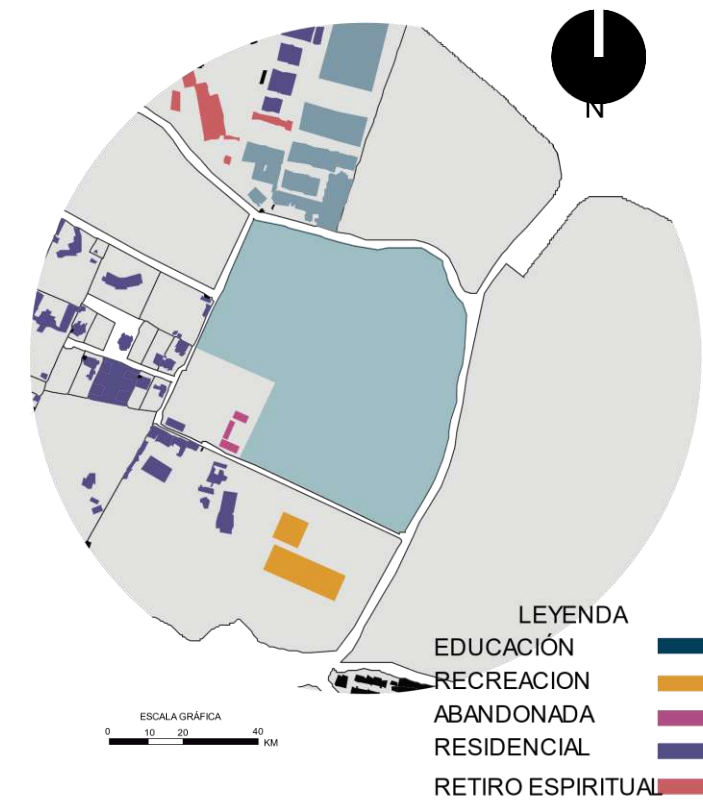 N
LEYENDA
EDUCACIÓN
RECREACION
ABANDONADA
RESIDENCIAL
RETIRO ESPIRITUAL
ESCALA GRÁFICA
0 10 20 40
KM